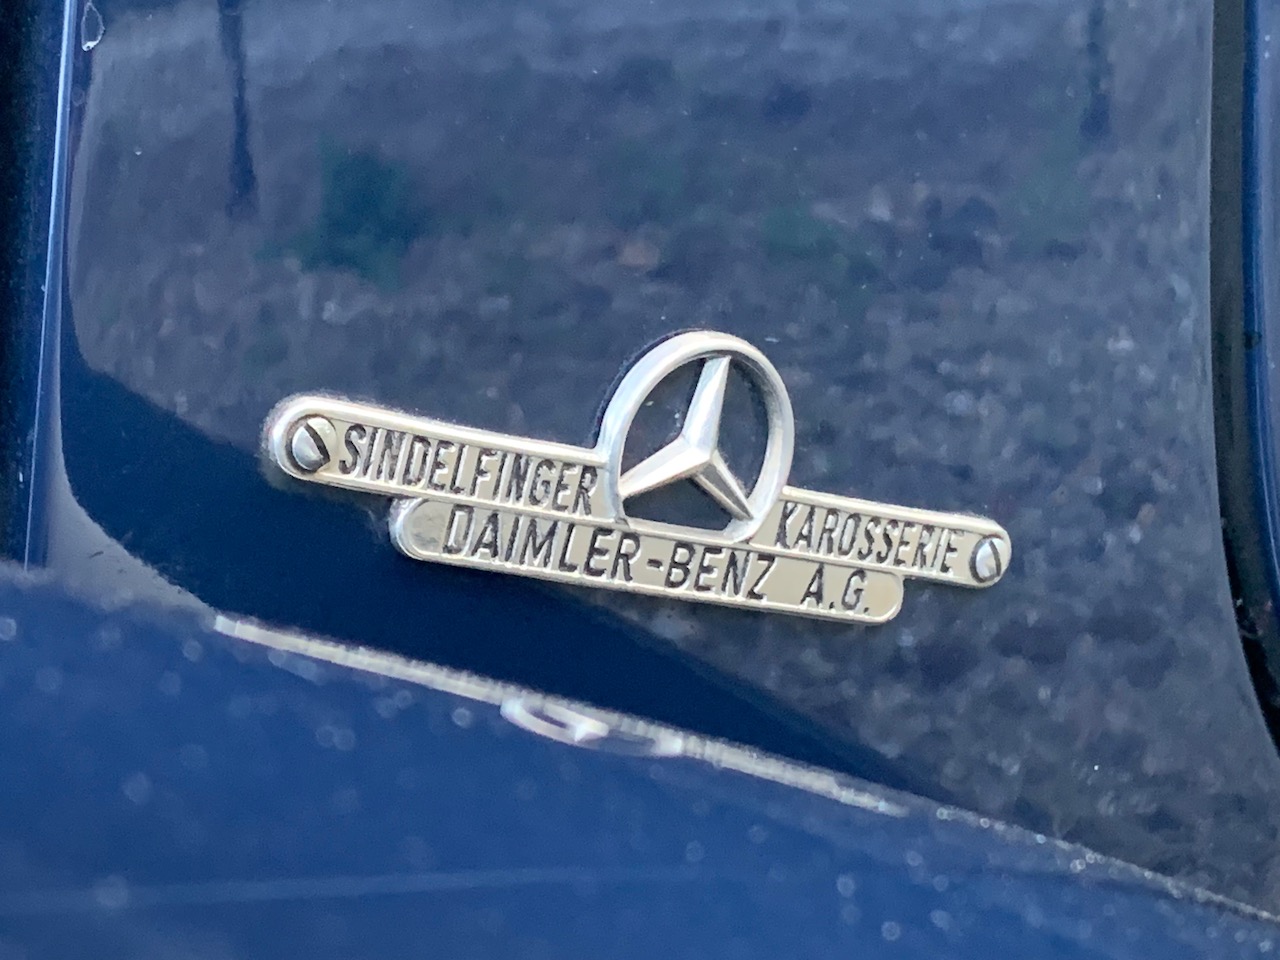 SINDELFINGER KAROSSERIE
DAIMLER-BENZ A.G.